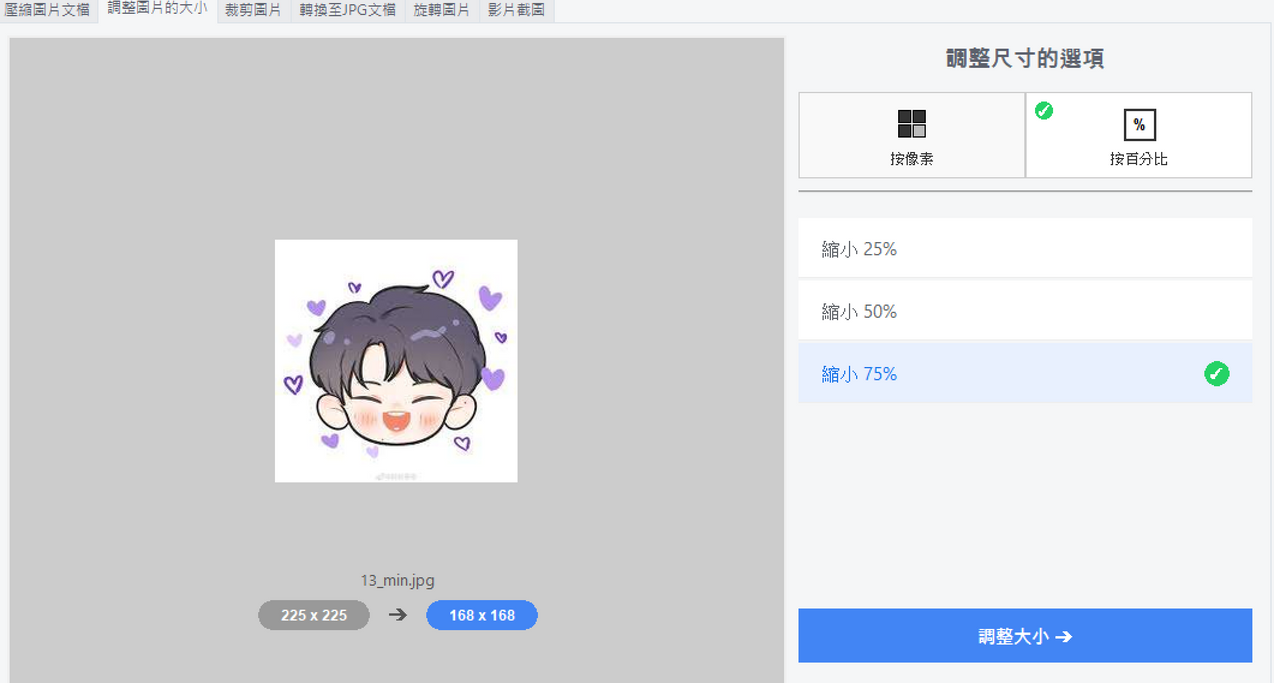 壓縮圖片文檔
調整圖片的大小
裁剪圖片
轉換至JPG文檔
旋轉圖片
影片截圖
13_min.jpg
225 x 225 ➔ 168 x 168
調整尺寸的選項
按像素
%
按百分比
縮小 25%
縮小 50%
縮小 75%
調整大小 ➔